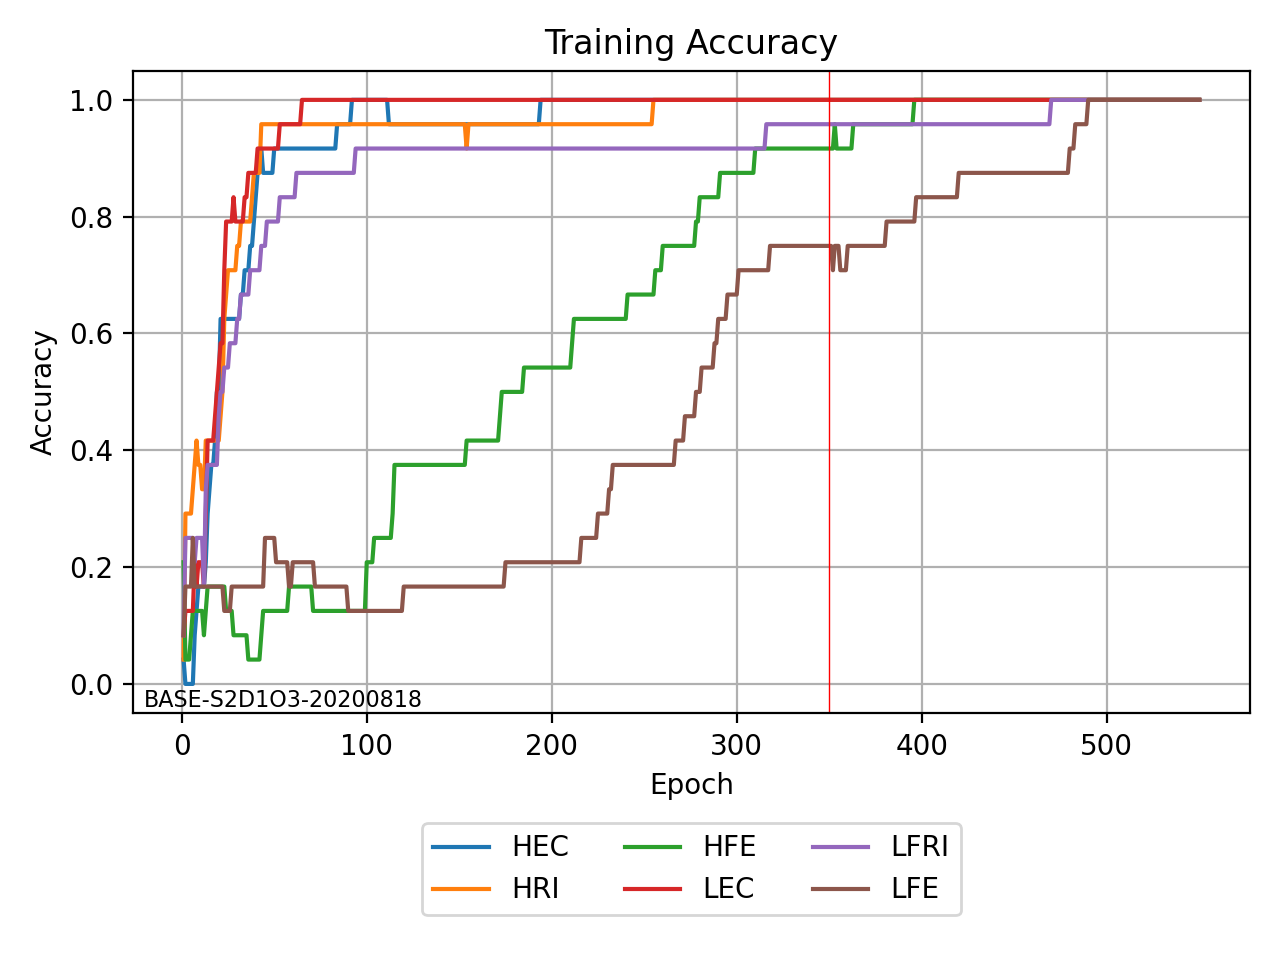 Training Accuracy
Accuracy
1.0
0.8
0.6
0.4
0.2
0.0
BASE-S2D1O3-20200818
0 100 200 300 400 500
Epoch
HEC HFE LFRI
HRI LEC LFE